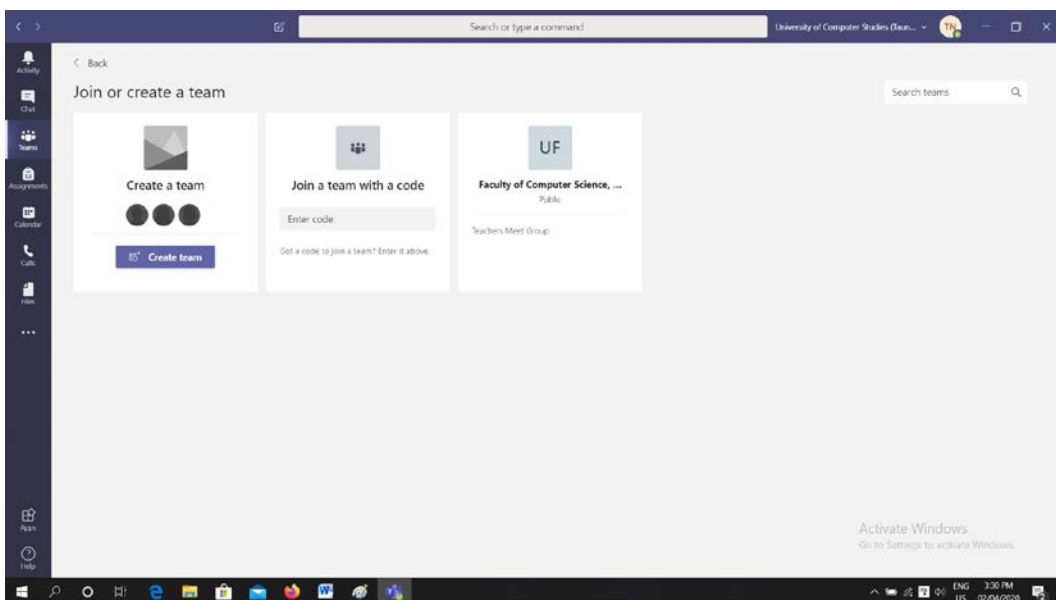 Search or type a command
University of Computer Studies (Taun... 
TN
Activity
Chat
Teams
Assignments
Calendar
Calls
Files
Apps
Help
Back
Join or create a team
Search teams
Create a team
Create team
Join a team with a code
Enter code
Got a code to join a team? Enter it above.
UF
Faculty of Computer Science, ...
Public
Teachers Meet Group
Activate Windows
Go to Settings to activate Windows.
ENG
US
3:30 PM
02/04/2020